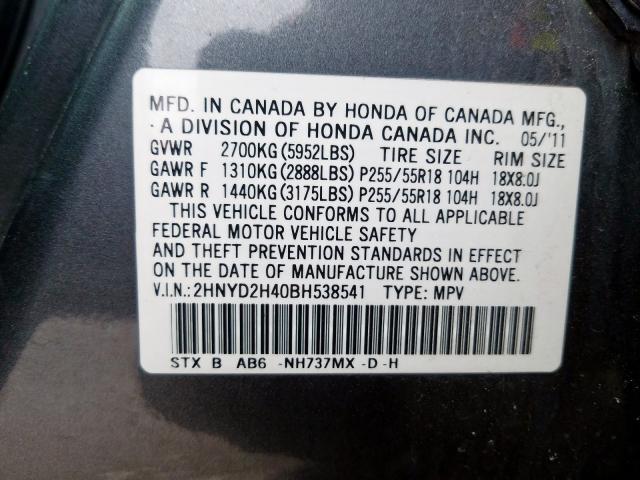 MFD. IN CANADA BY HONDA OF CANADA MFG.,
·A DIVISION OF HONDA CANADA INC. 05/'11
GVWR 2700KG(5952LBS) TIRE SIZE RIM SIZE
GAWR F 1310KG(2888LBS) P255/55R18 104H 18X8.0J
GAWR R 1440KG(3175LBS) P255/55R18 104H 18X8.0J
THIS VEHICLE CONFORMS TO ALL APPLICABLE
FEDERAL MOTOR VEHICLE SAFETY
AND THEFT PREVENTION STANDARDS IN EFFECT
ON THE DATE OF MANUFACTURE SHOWN ABOVE.
V.I.N.:2HNYD2H40BH538541 TYPE: MPV
STX B AB6 -NH737MX -D-H